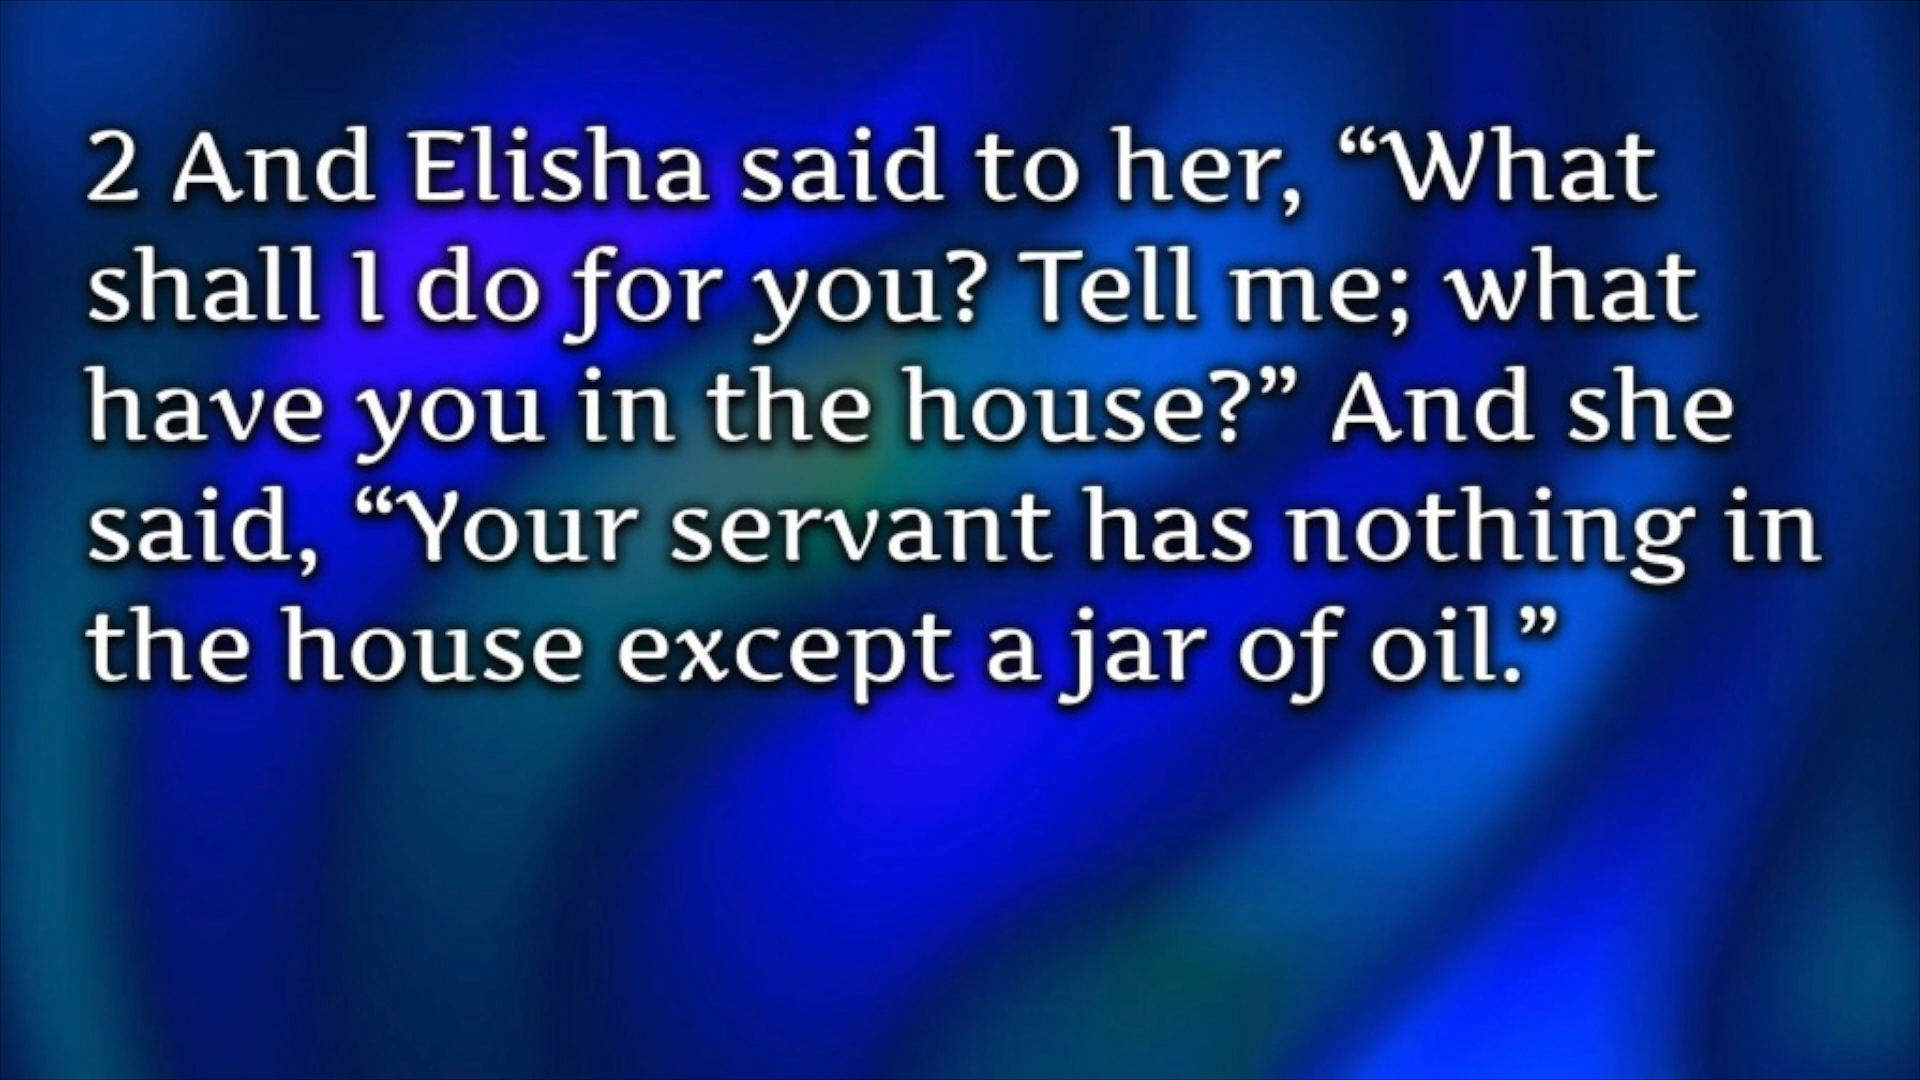 2 And Elisha said to her, “What
shall I do for you? Tell me; what
have you in the house?” And she
said, “Your servant has nothing in
the house except a jar of oil.”